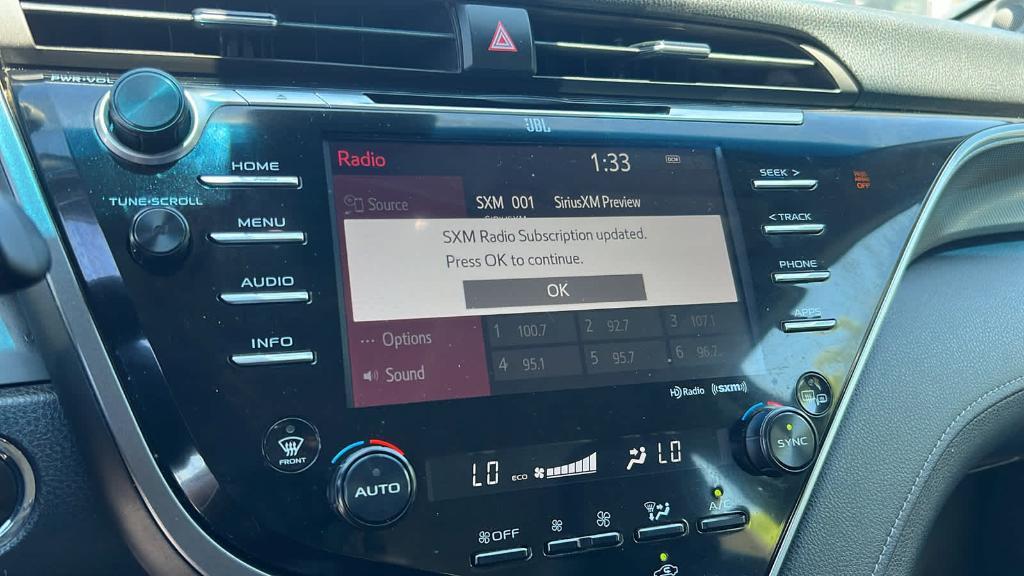 PWR·VOL
JBL
HOME
TUNE·SCROLL
MENU
AUDIO
INFO
Radio
1:33
DCM
Source
SXM 001 SiriusXM Preview
SXM Radio Subscription updated.
Press OK to continue.
OK
Options
Sound
1 100.7
2 92.7
3 107.1
4 95.1
5 95.7
6 96.7
HD Radio
((SXM))
SEEK >
< TRACK
PHONE
APPS
OFF
FRONT
AUTO
LO
ECO
LO
SYNC
OFF
A/C